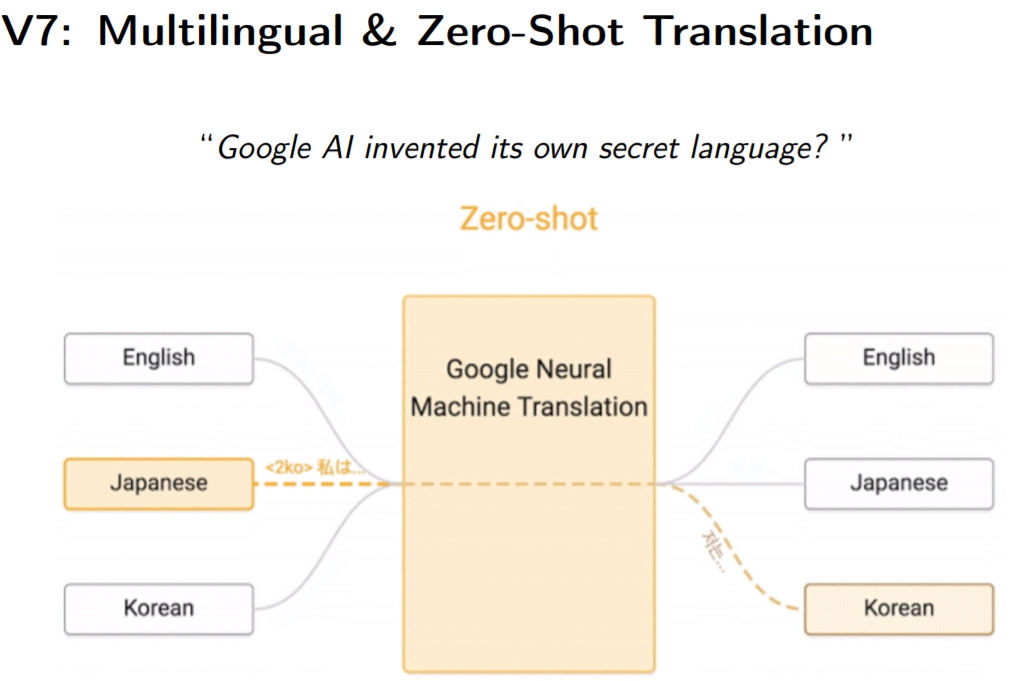 V7: Multilingual & Zero-Shot Translation
“Google AI invented its own secret language? ”
Zero-shot
English
Google Neural
Machine Translation
English
Japanese
<2ko> 私は...
Japanese
저는...
Korean
Korean